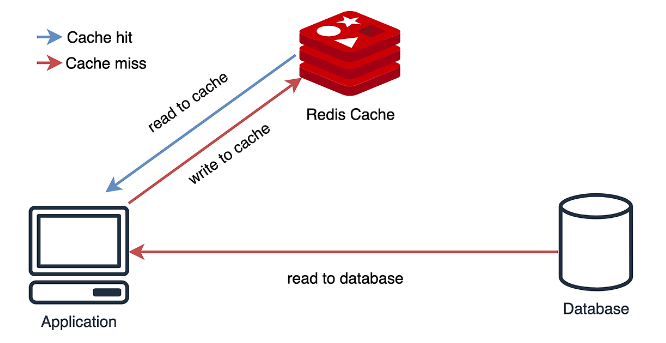 Cache hit
Cache miss
read to cache
write to cache
Redis Cache
read to database
Application
Database